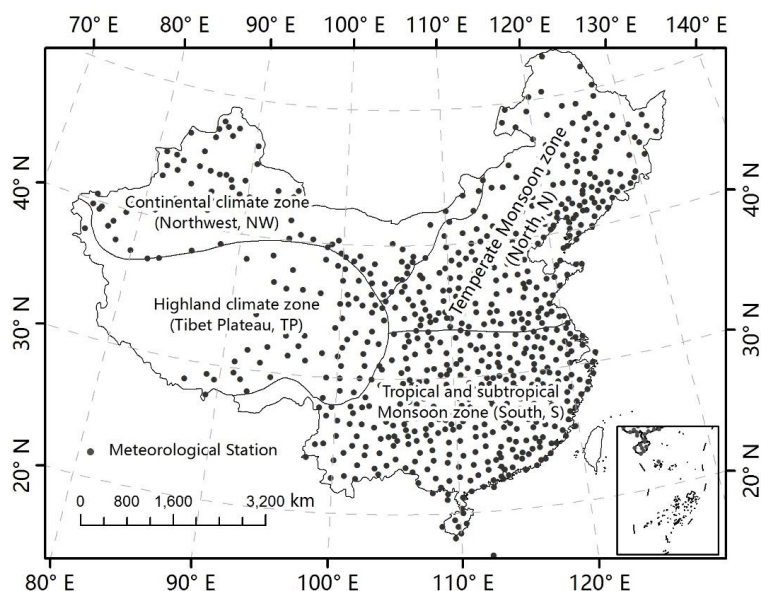 70° E 80° E 90° E 100° E 110° E 120° E 130° E 140° E
40° N
30° N
20° N
40° N
30° N
20° N
Continental climate zone
(Northwest, NW)
Temperate Monsoon zone
(North, N)
Highland climate zone
(Tibet Plateau, TP)
Tropical and subtropical
Monsoon zone (South, S)
Meteorological Station
0 800 1,600 3,200 km
80° E 90° E 100° E 110° E 120° E